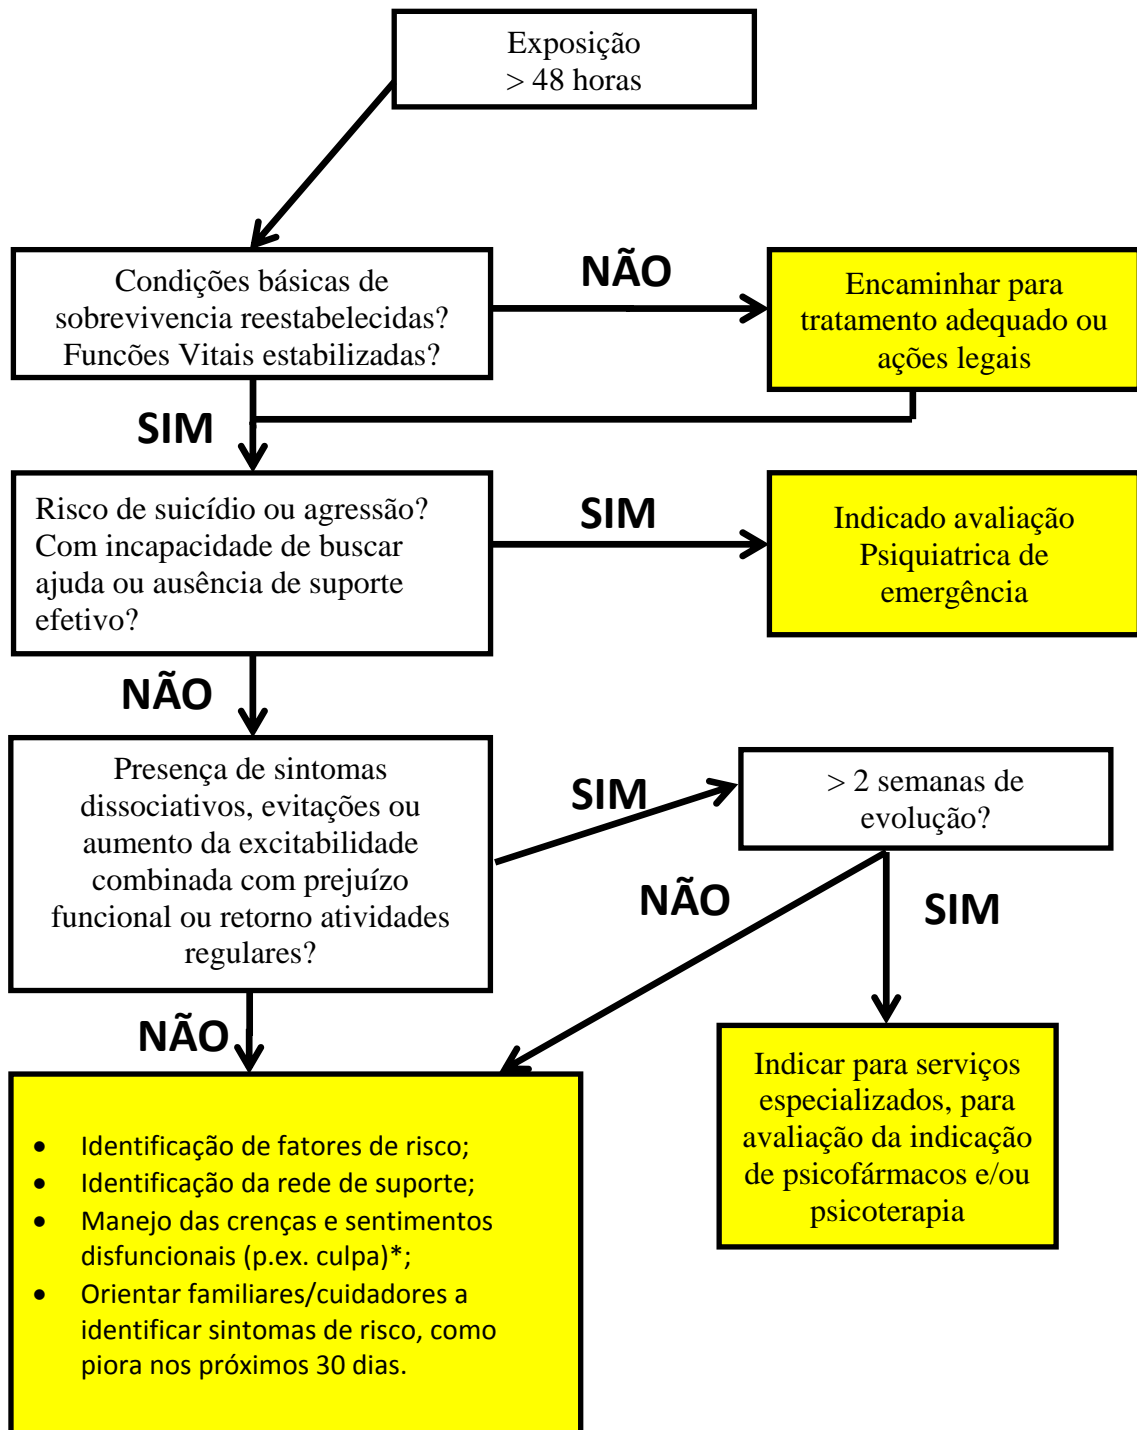 Exposição
> 48 horas
Condições básicas de
sobrevivencia reestabelecidas?
Funcões Vitais estabilizadas?
NÃO
Encaminhar para
tratamento adequado ou
ações legais
SIM
Risco de suicídio ou agressão?
Com incapacidade de buscar
ajuda ou ausência de suporte
efetivo?
SIM
Indicado avaliação
Psiquiatrica de
emergência
NÃO
Presença de sintomas
dissociativos, evitações ou
aumento da excitabilidade
combinada com prejuízo
funcional ou retorno atividades
regulares?
SIM
> 2 semanas de
evolução?
NÃO
SIM
NÃO
Indicar para serviços
especializados, para
avaliação da indicação
de psicofármacos e/ou
psicoterapia
• Identificação de fatores de risco;
• Identificação da rede de suporte;
• Manejo das crenças e sentimentos
disfuncionais (p.ex. culpa)*;
• Orientar familiares/cuidadores a
identificar sintomas de risco, como
piora nos próximos 30 dias.